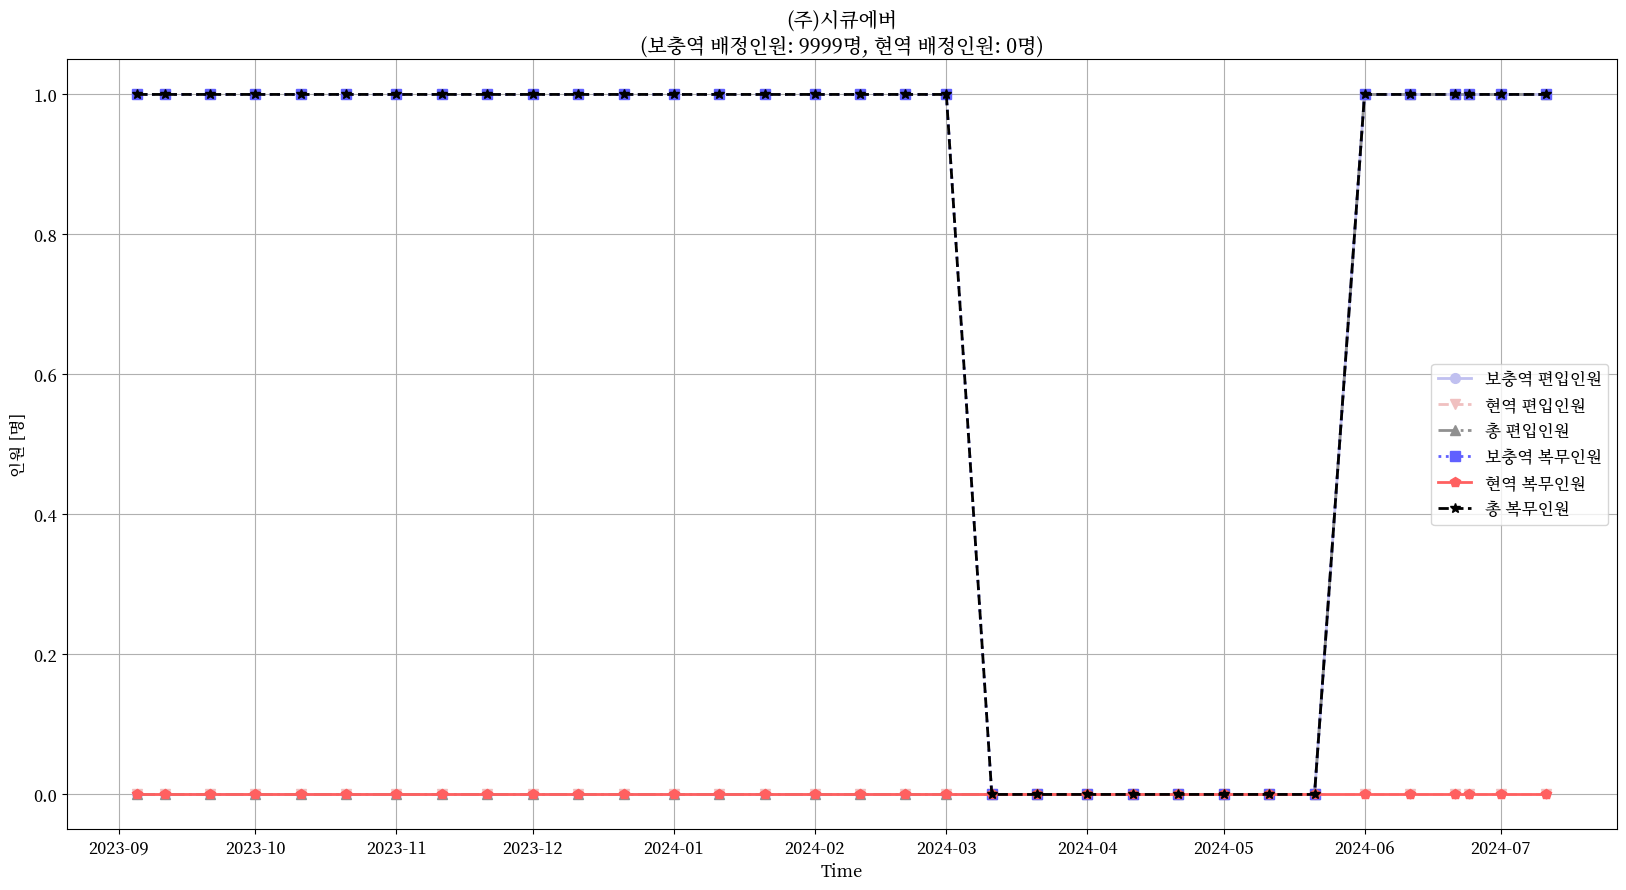 (주)시큐에버
(보충역 배정인원: 9999명, 현역 배정인원: 0명)
인원 [명]
1.0
0.8
0.6
0.4
0.2
0.0
보충역 편입인원
현역 편입인원
총 편입인원
보충역 복무인원
현역 복무인원
총 복무인원
2023-09 2023-10 2023-11 2023-12 2024-01 2024-02 2024-03 2024-04 2024-05 2024-06 2024-07
Time